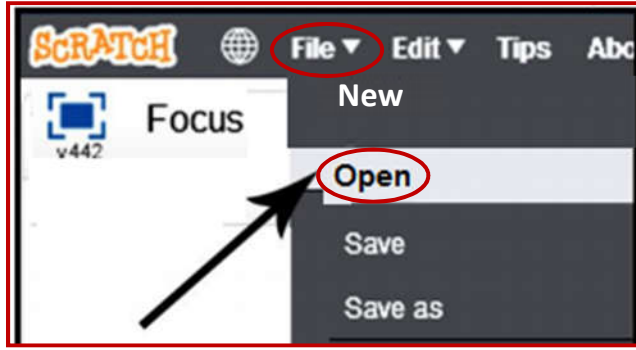 SCRATCH File ▼ Edit ▼ Tips Abo
New
Focus
v442
Open
Save
Save as